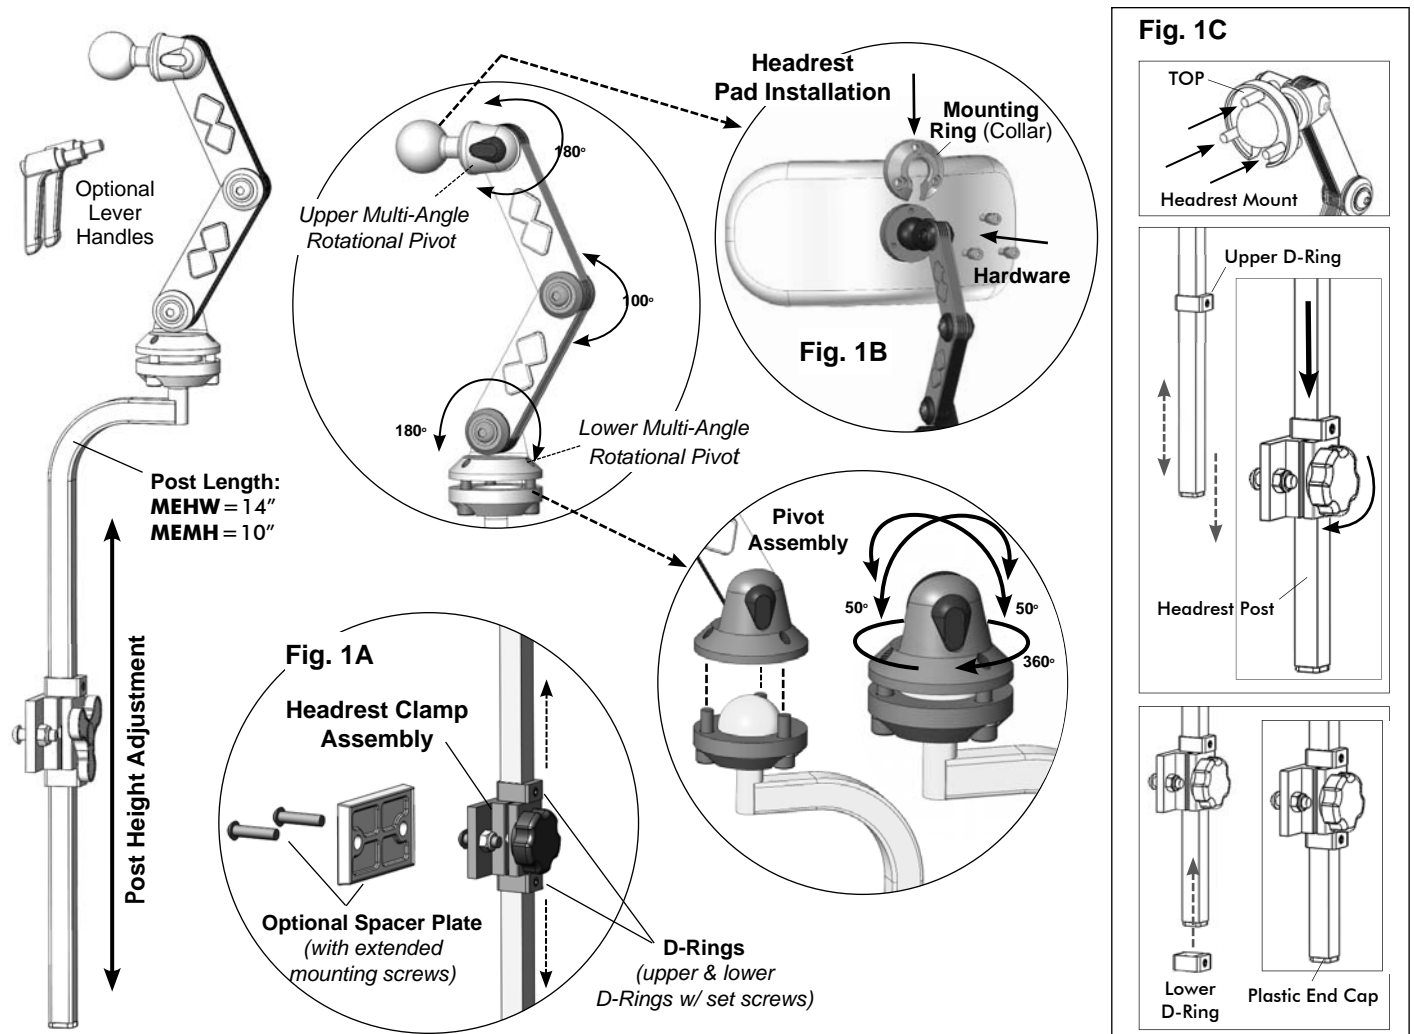 Optional
Lever
Handles
Post Length:
MEHW = 14”
MEMH = 10”
Post Height Adjustment
180°
Upper Multi-Angle
Rotational Pivot
100°
180°
Lower Multi-Angle
Rotational Pivot
Headrest
Pad Installation
Mounting
Ring (Collar)
Hardware
Fig. 1B
Pivot
Assembly
50°
50°
360°
Fig. 1A
Headrest Clamp
Assembly
Optional Spacer Plate
(with extended
mounting screws)
D-Rings
(upper & lower
D-Rings w/ set screws)
Fig. 1C
TOP
Headrest Mount
Upper D-Ring
Headrest Post
Lower
D-Ring
Plastic End Cap